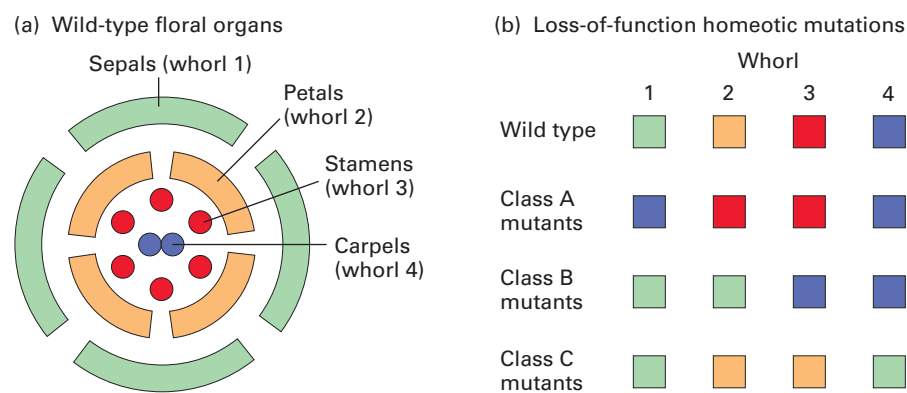 (a) Wild-type floral organs
Sepals (whorl 1)
Petals
(whorl 2)
Stamens
(whorl 3)
Carpels
(whorl 4)
(b) Loss-of-function homeotic mutations
Whorl
1 2 3 4
Wild type
Class A
mutants
Class B
mutants
Class C
mutants